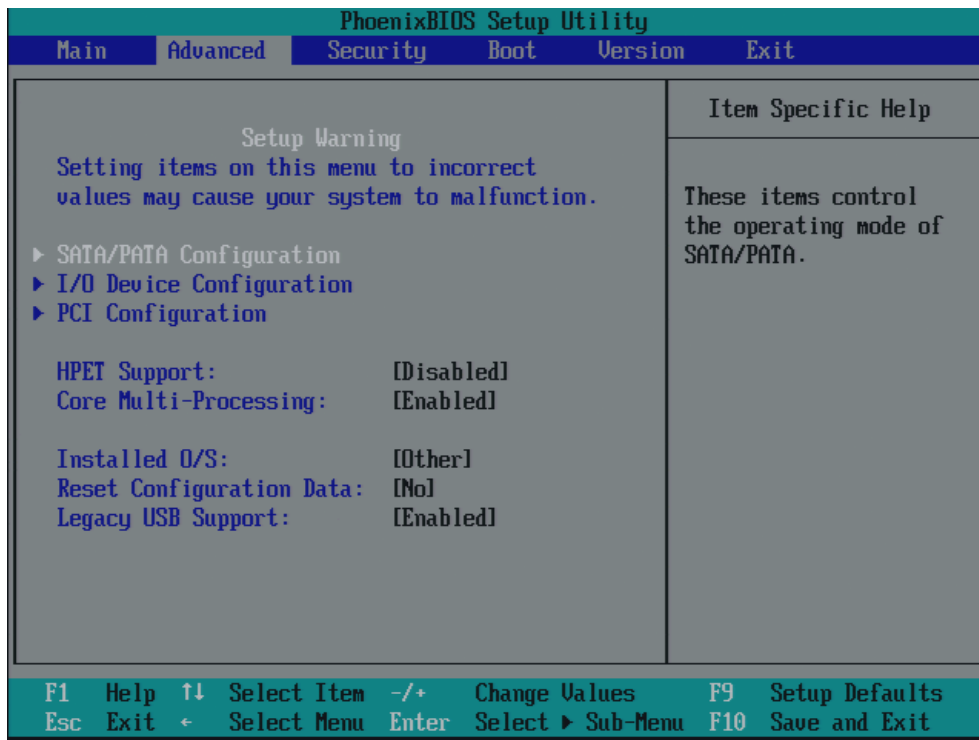 PhoenixBIOS Setup Utility
Main Advanced Security Boot Version Exit
Item Specific Help
Setup Warning
Setting items on this menu to incorrect
values may cause your system to malfunction.
These items control
the operating mode of
SATA/PATA.
▶ SATA/PATA Configuration
▶ I/O Device Configuration
▶ PCI Configuration
HPET Support: [Disabled]
Core Multi-Processing: [Enabled]
Installed O/S: [Other]
Reset Configuration Data: [No]
Legacy USB Support: [Enabled]
F1 Help ↑↓ Select Item -/+ Change Values F9 Setup Defaults
Esc Exit ← Select Menu Enter Select ▶ Sub-Menu F10 Save and Exit